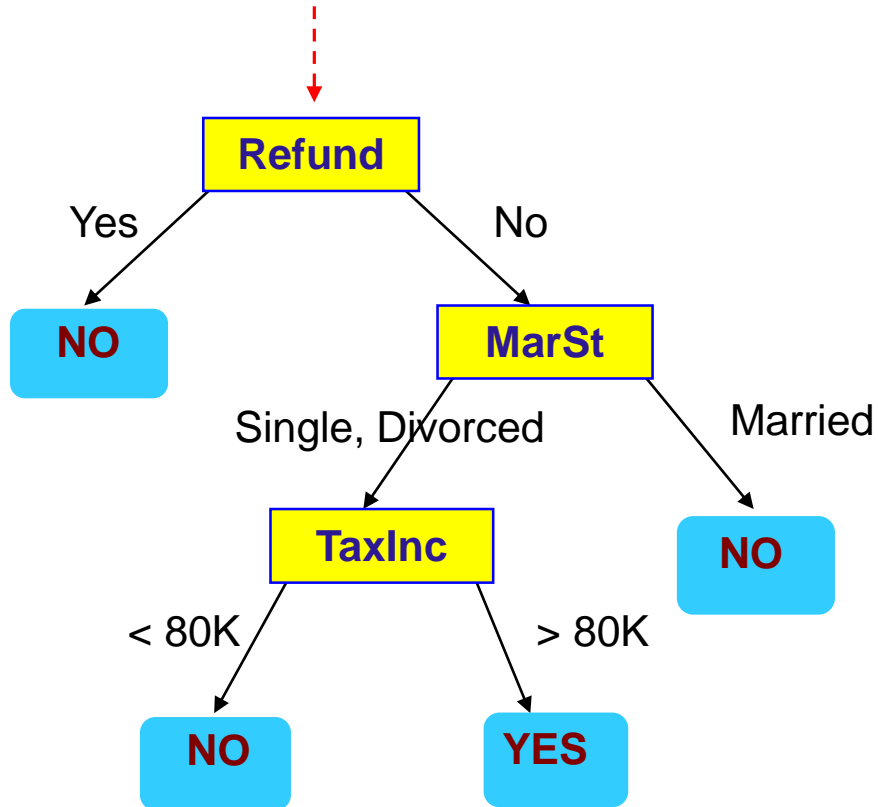 Refund
Yes
No
NO
MarSt
Single, Divorced
Married
TaxInc
NO
< 80K
> 80K
NO
YES